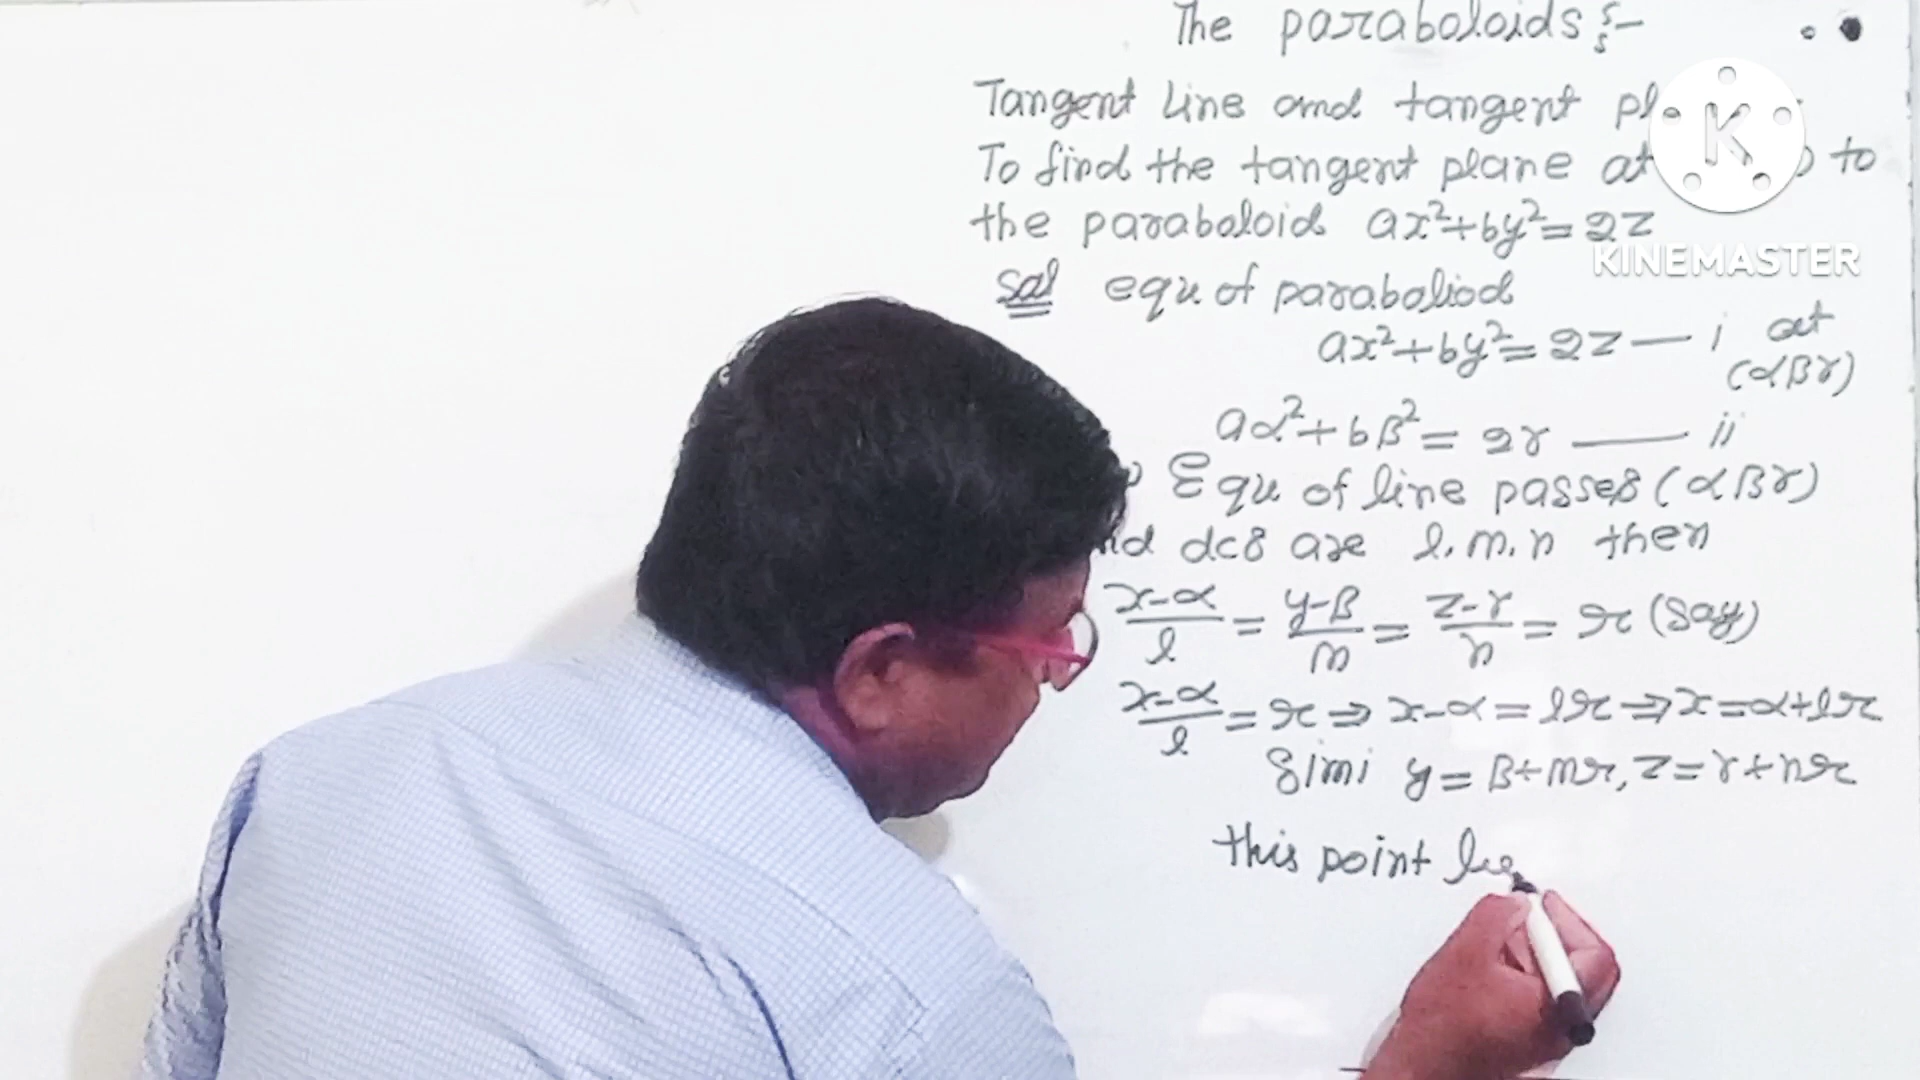 The paraboloids:-
Tangent Line and tangent
To find the tangent plane at to
the paraboloid ax²+by²=2z
KINEMASTER
Sol equ of paraboliod
ax²+by²=2z — i at
(αβγ)
aα²+bβ²=2γ — ii
Equ of line passes (αβγ)
dcs are l.m.n then
x-α/l = y-β/m = z-γ/n = r (say)
x-α/l = r ⇒ x-α = lr ⇒ x = α+lr
Simi y = β+mr, z = γ+nr
this point lie